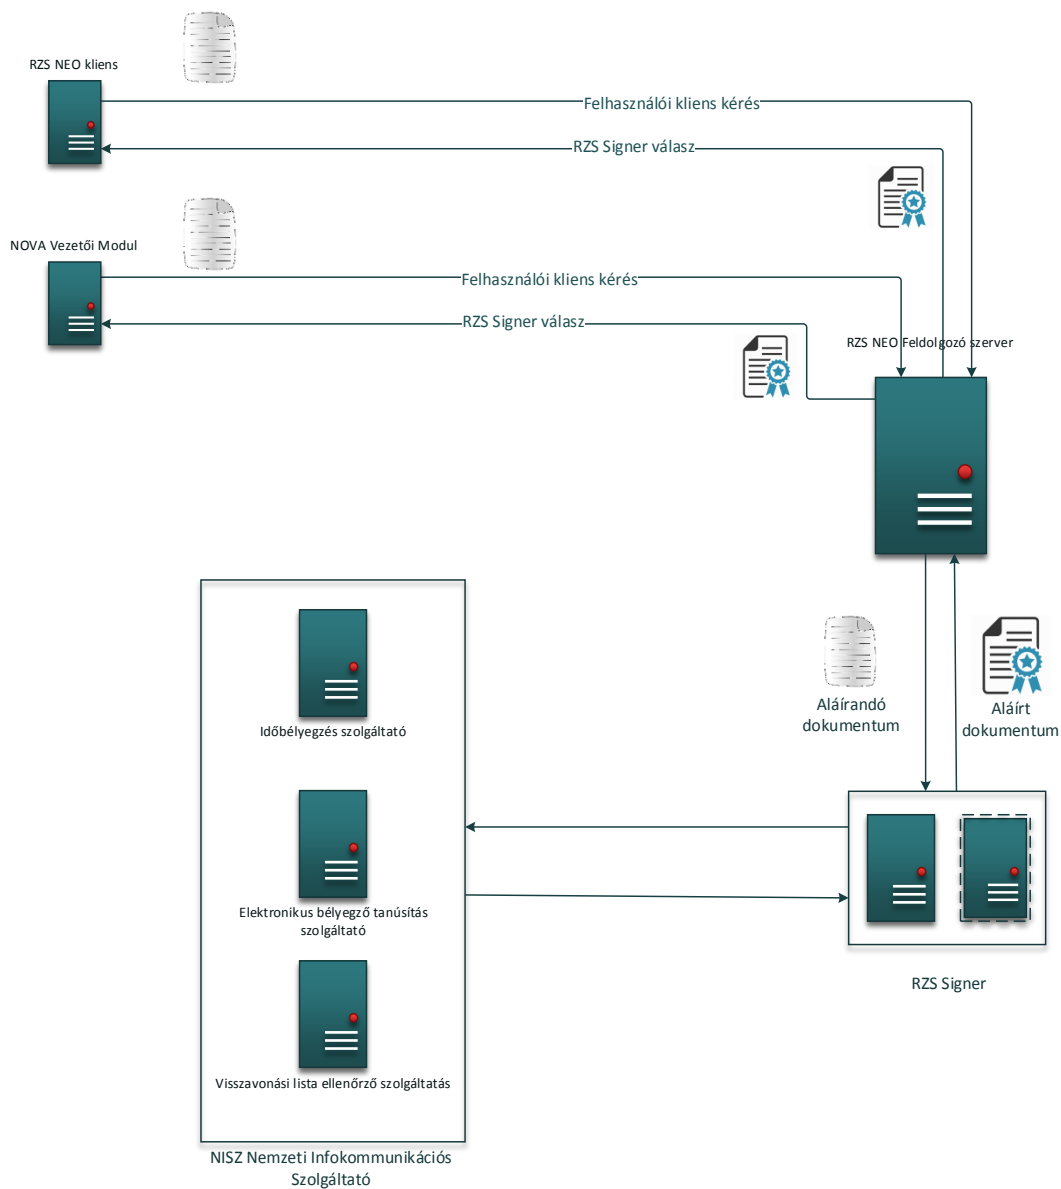 RZS NEO kliens
Felhasználói kliens kérés
RZS Signer válasz
NOVA Vezetői Modul
Felhasználói kliens kérés
RZS Signer válasz
RZS NEO Feldolgozó szerver
Aláírandó
dokumentum
Aláírt
dokumentum
Időbélyegzés szolgáltató
Elektronikus bélyegző tanúsítás
szolgáltató
RZS Signer
Visszavonási lista ellenőrző szolgáltatás
NISZ Nemzeti Infokommunikációs
Szolgáltató